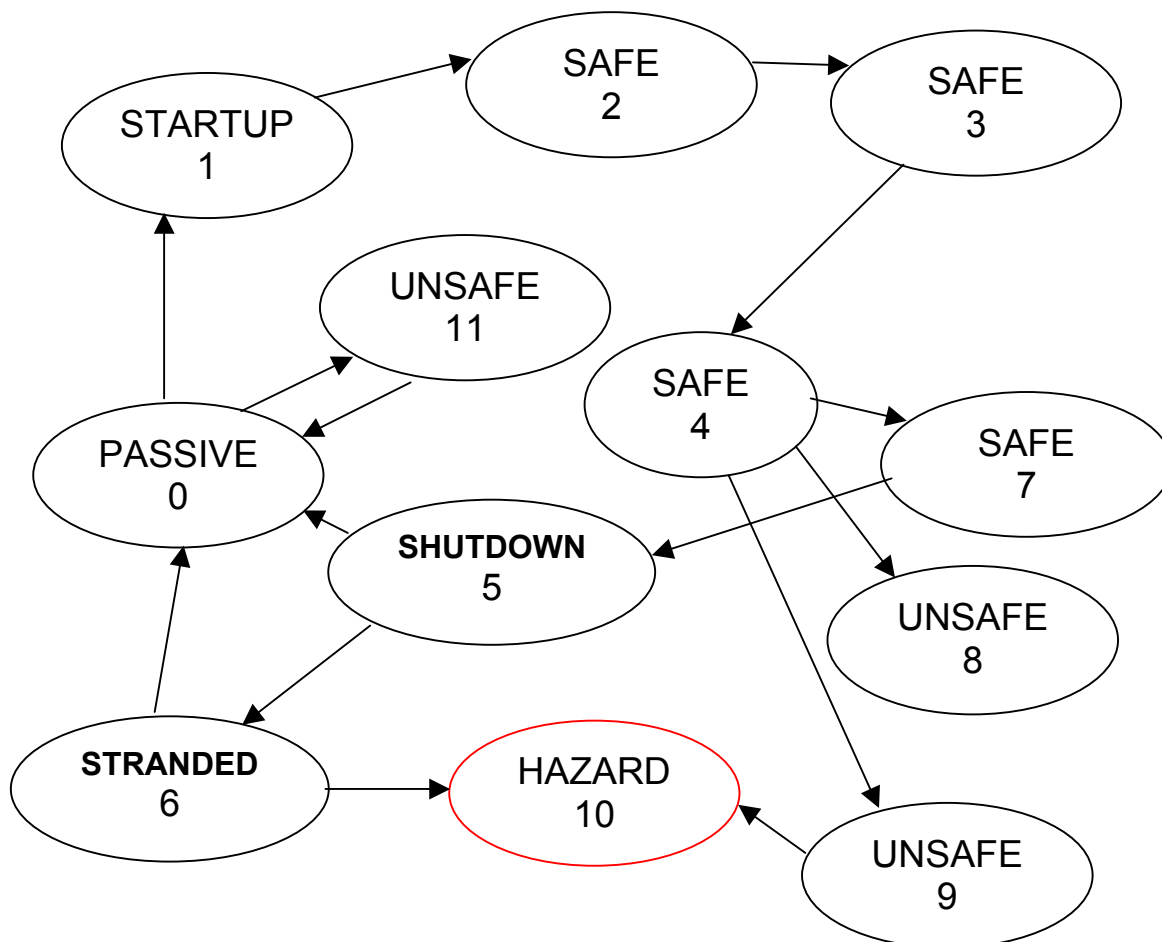 SAFE
2
SAFE
3
STARTUP
1
UNSAFE
11
SAFE
4
PASSIVE
0
SAFE
7
SHUTDOWN
5
UNSAFE
8
STRANDED
6
HAZARD
10
UNSAFE
9